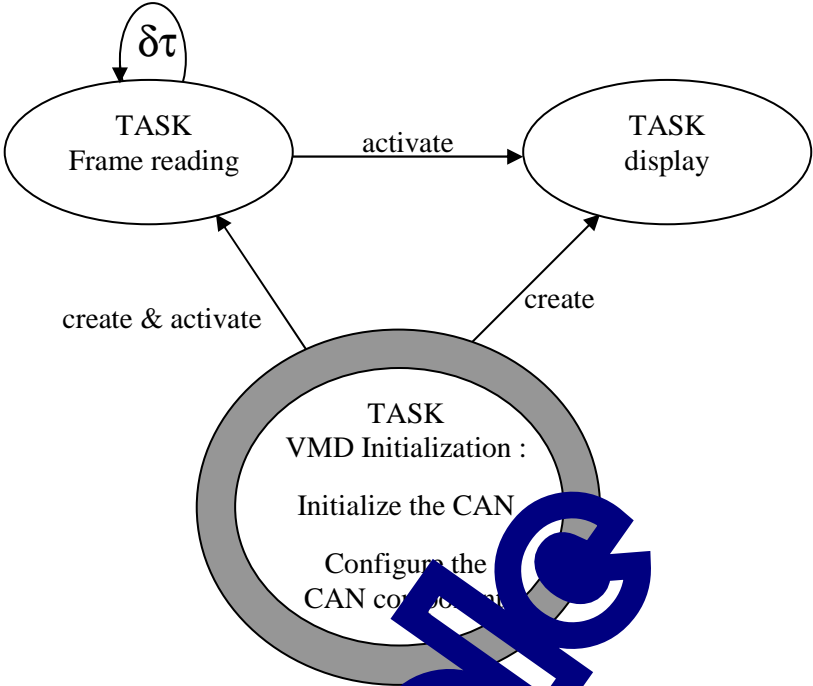 δτ
TASK
Frame reading
activate
TASK
display
create & activate
create
TASK
VMD Initialization :
Initialize the CAN
Configure the
CAN